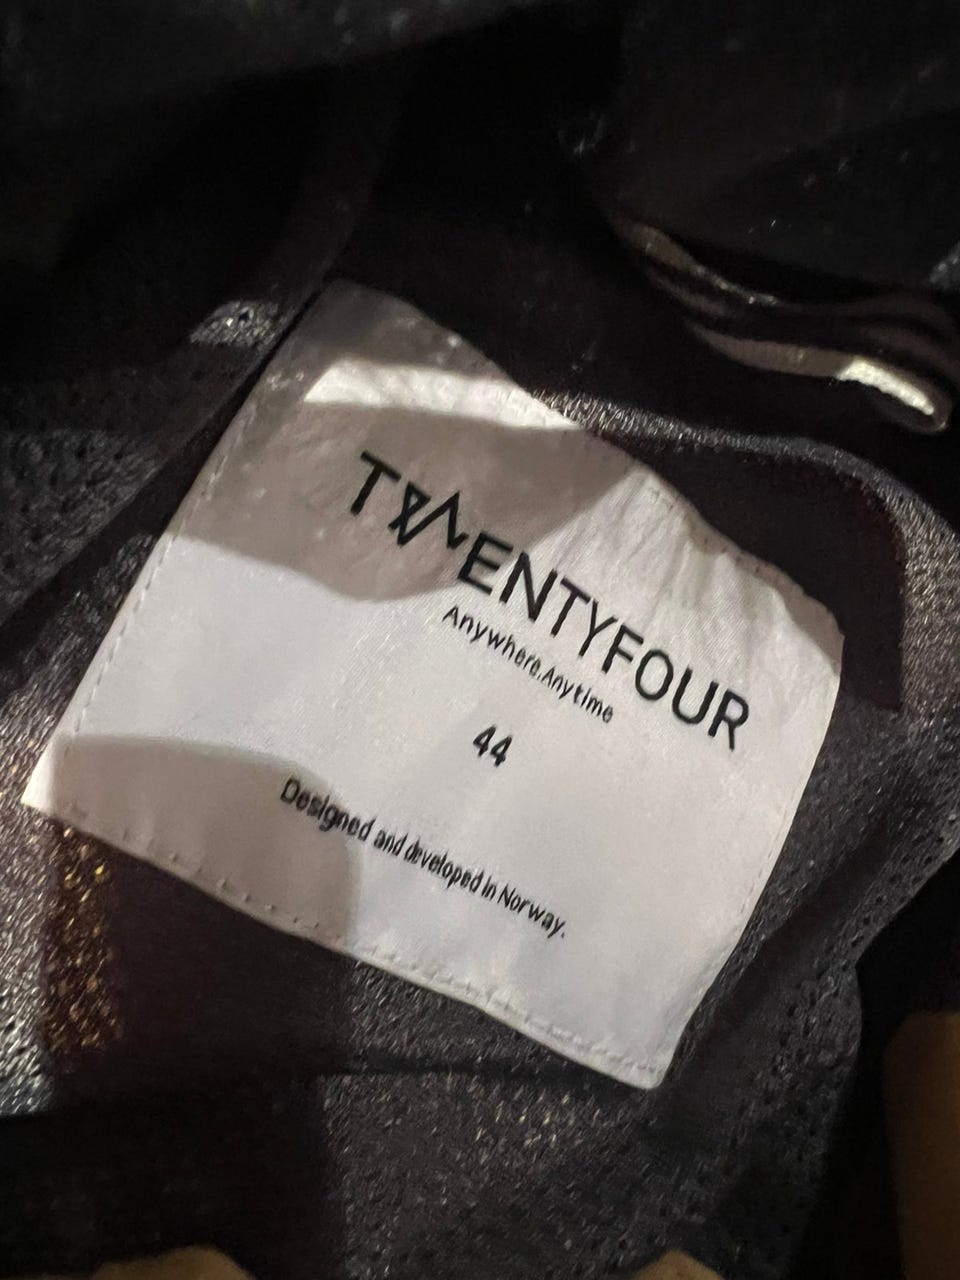 TWENTYFOUR
Anywhere.Anytime
44
Designed and developed in Norway.